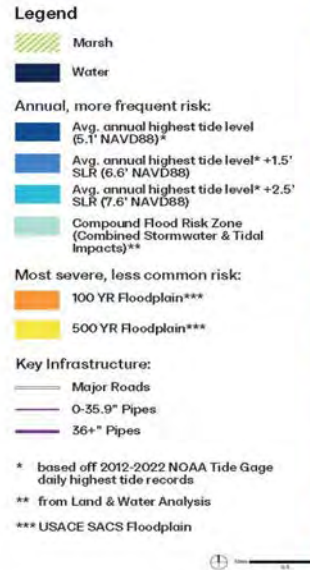 Legend
Marsh
Water
Annual, more frequent risk:
Avg. annual highest tide level
(5.1' NAVD88)*
Avg. annual highest tide level* +1.5'
SLR (6.6' NAVD88)
Avg. annual highest tide level* +2.5'
SLR (7.6' NAVD88)
Compound Flood Risk Zone
(Combined Stormwater & Tidal
Impacts)**
Most severe, less common risk:
100 YR Floodplain***
500 YR Floodplain***
Key Infrastructure:
Major Roads
0-35.9" Pipes
36+" Pipes
* based off 2012-2022 NOAA Tide Gage
daily highest tide records
** from Land & Water Analysis
*** USACE SACS Floodplain